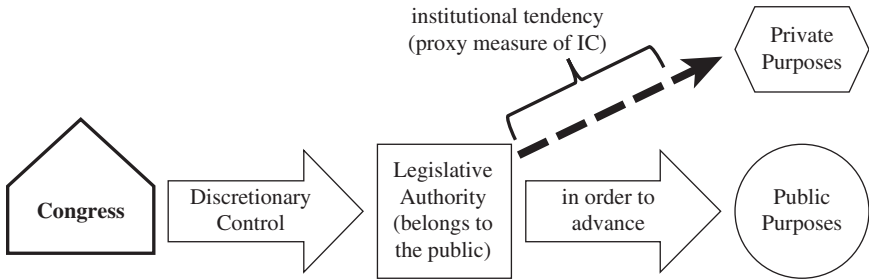 institutional tendency
(proxy measure of IC)
Private
Purposes
Congress
Discretionary
Control
Legislative
Authority
(belongs to
the public)
in order to
advance
Public
Purposes